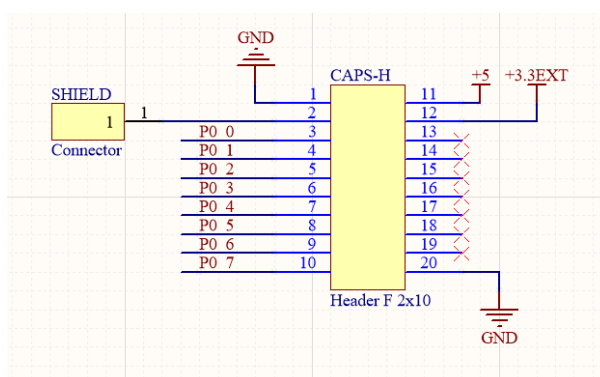 GND
CAPS-H
+5 +3.3EXT
SHIELD
1 1
Connector
1 11
2 12
P0 0 3 13
P0 1 4 14
P0 2 5 15
P0 3 6 16
P0 4 7 17
P0 5 8 18
P0 6 9 19
P0 7 10 20
Header F 2x10
GND